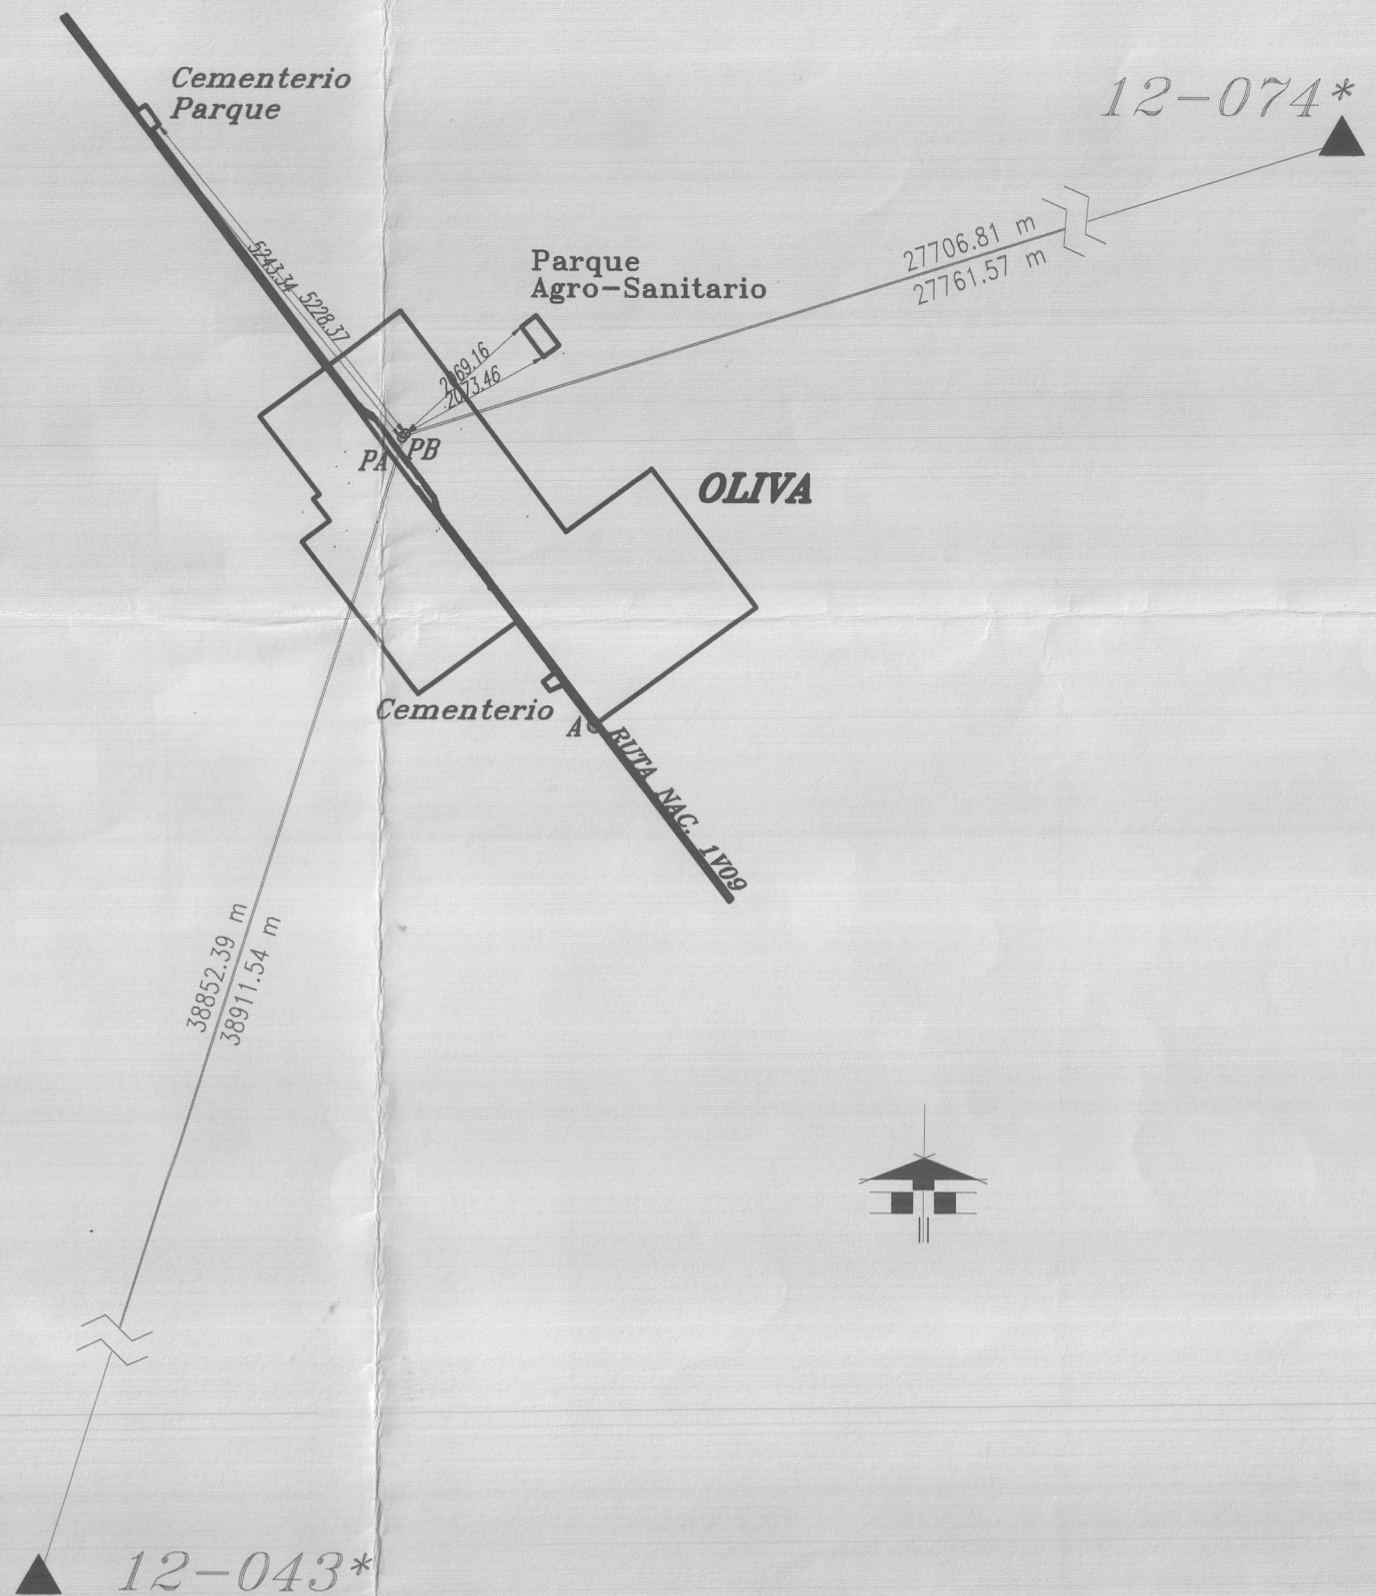 Cementerio
Parque
12-074*
27706.81 m
27761.57 m
Parque
Agro-Sanitario
5243.34
5228.37
2069.16
2073.46
PA
PB
OLIVA
Cementerio
A
RUTA NAC. 1V09
38852.39 m
38911.54 m
12-043*